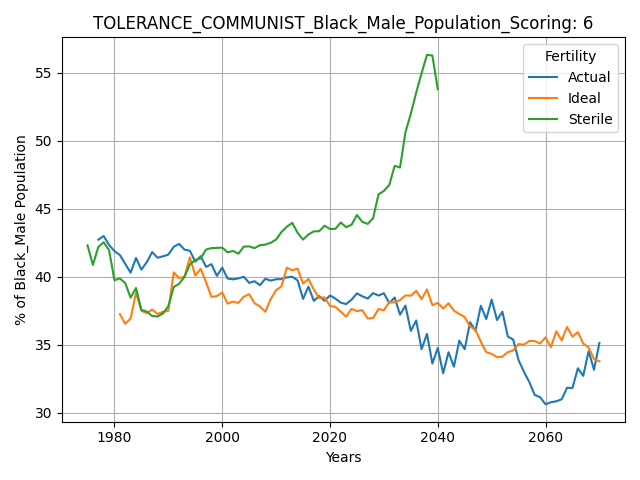 TOLERANCE_COMMUNIST_Black_Male_Population_Scoring: 6
% of Black_Male Population
55
50
45
40
35
30
Fertility
Actual
Ideal
Sterile
1980 2000 2020 2040 2060
Years